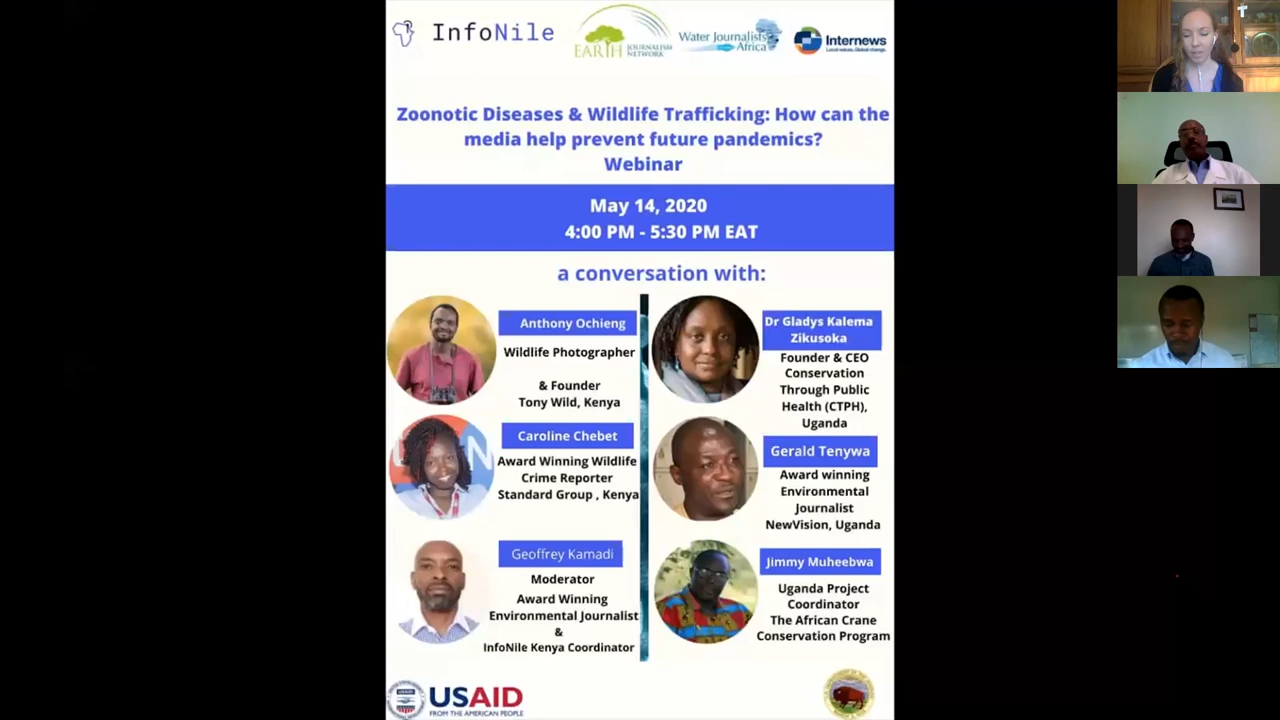 InfoNile
EARTH JOURNALISM NETWORK
Water Journalists Africa
Internews
Local voices. Global change.
Zoonotic Diseases & Wildlife Trafficking: How can the
media help prevent future pandemics?
Webinar
May 14, 2020
4:00 PM - 5:30 PM EAT
a conversation with:
Anthony Ochieng
Wildlife Photographer
& Founder
Tony Wild, Kenya
Caroline Chebet
Award Winning Wildlife
Crime Reporter
Standard Group , Kenya
Geoffrey Kamadi
Moderator
Award Winning
Environmental Journalist
&
InfoNile Kenya Coordinator
Dr Gladys Kalema
Zikusoka
Founder & CEO
Conservation
Through Public
Health (CTPH),
Uganda
Gerald Tenywa
Award winning
Environmental
Journalist
NewVision, Uganda
Jimmy Muheebwa
Uganda Project
Coordinator
The African Crane
Conservation Program
USAID
FROM THE AMERICAN PEOPLE